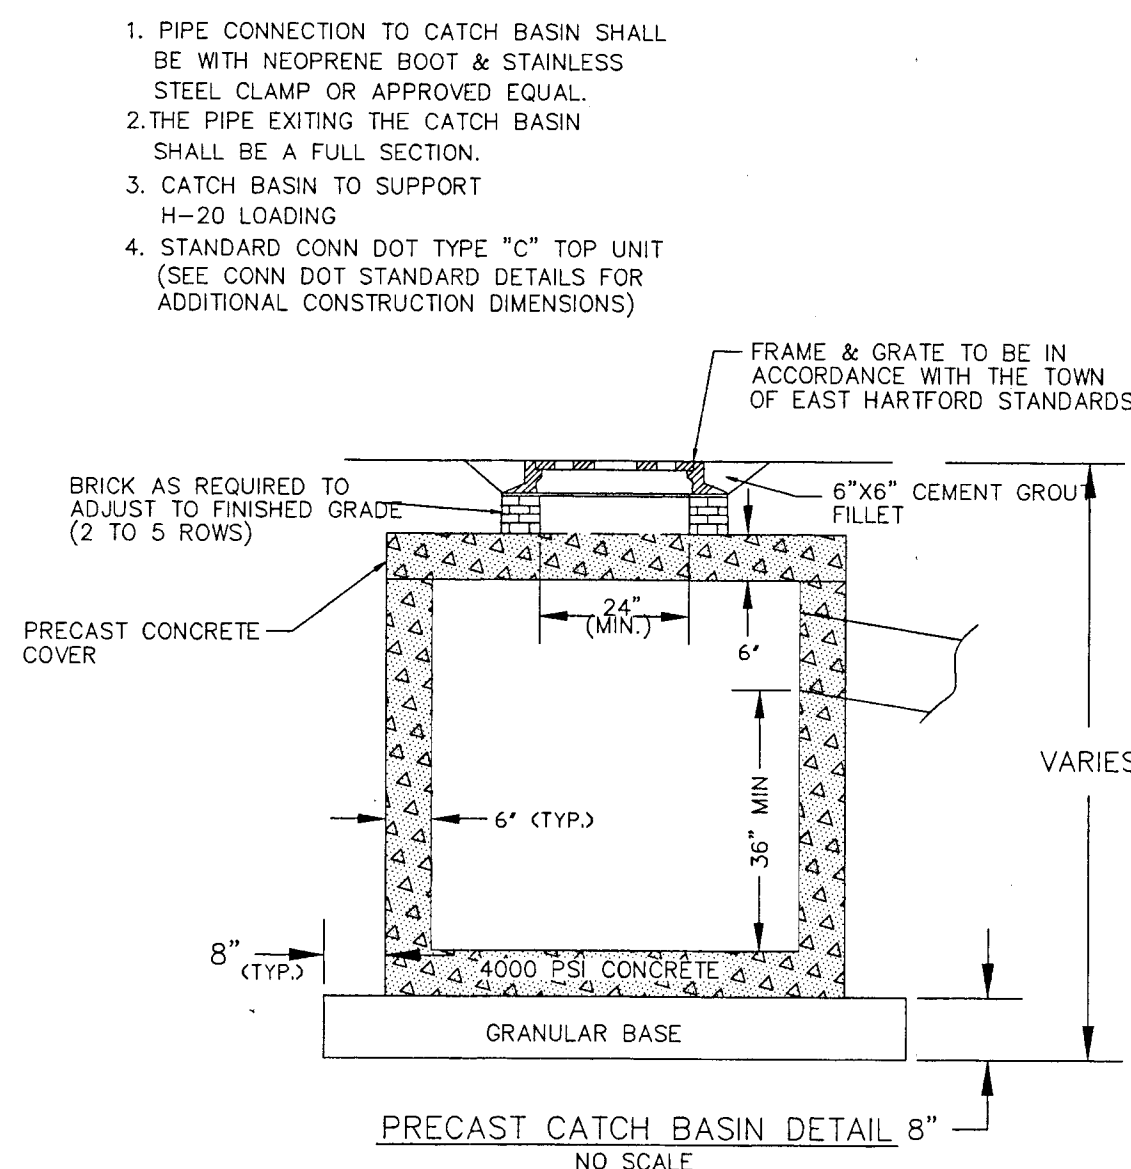 1. PIPE CONNECTION TO CATCH BASIN SHALL
BE WITH NEOPRENE BOOT & STAINLESS
STEEL CLAMP OR APPROVED EQUAL.
2.THE PIPE EXITING THE CATCH BASIN
SHALL BE A FULL SECTION.
3. CATCH BASIN TO SUPPORT
H-20 LOADING
4. STANDARD CONN DOT TYPE "C" TOP UNIT
(SEE CONN DOT STANDARD DETAILS FOR
ADDITIONAL CONSTRUCTION DIMENSIONS)
FRAME & GRATE TO BE IN
ACCORDANCE WITH THE TOWN
OF EAST HARTFORD STANDARDS
BRICK AS REQUIRED TO
ADJUST TO FINISHED GRADE
(2 TO 5 ROWS)
6"X6" CEMENT GROUT
FILLET
PRECAST CONCRETE
COVER
24"
(MIN.)
6"
VARIES
36" MIN
6" (TYP.)
8"
(TYP.)
4000 PSI CONCRETE
GRANULAR BASE
PRECAST CATCH BASIN DETAIL
8"
NO SCALE